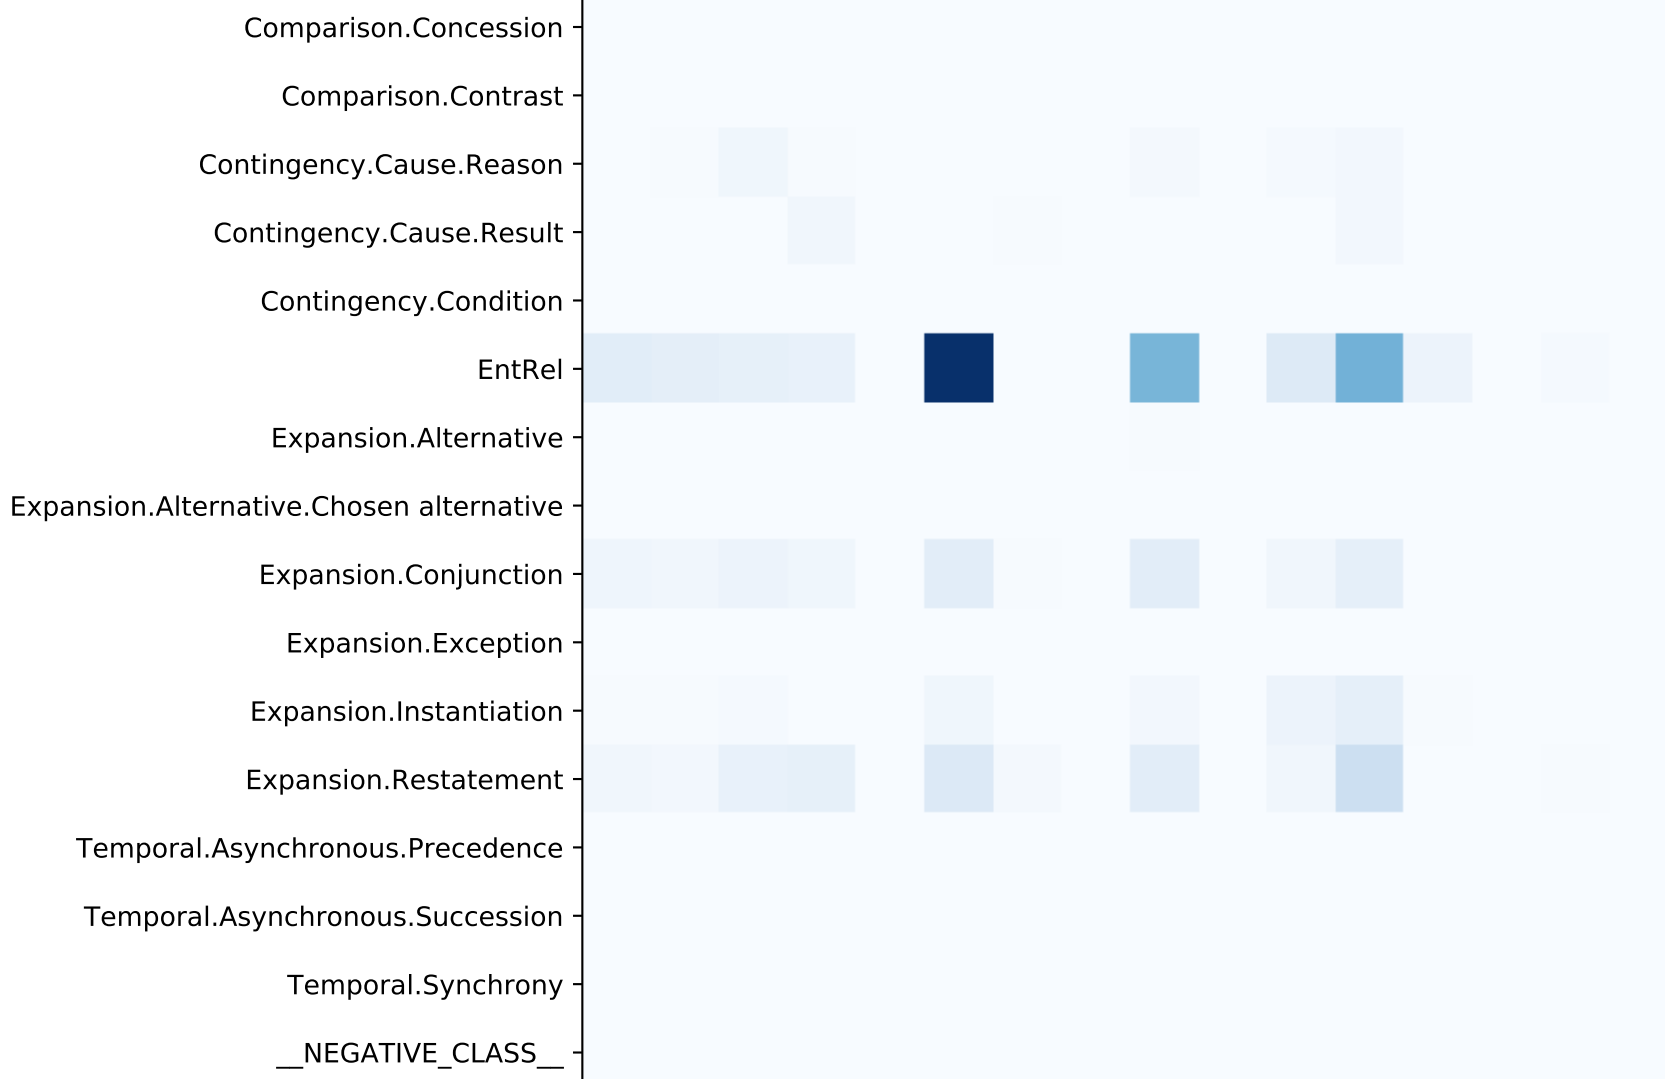 Comparison.Concession
Comparison.Contrast
Contingency.Cause.Reason
Contingency.Cause.Result
Contingency.Condition
EntRel
Expansion.Alternative
Expansion.Alternative.Chosen alternative
Expansion.Conjunction
Expansion.Exception
Expansion.Instantiation
Expansion.Restatement
Temporal.Asynchronous.Precedence
Temporal.Asynchronous.Succession
Temporal.Synchrony
__NEGATIVE_CLASS__